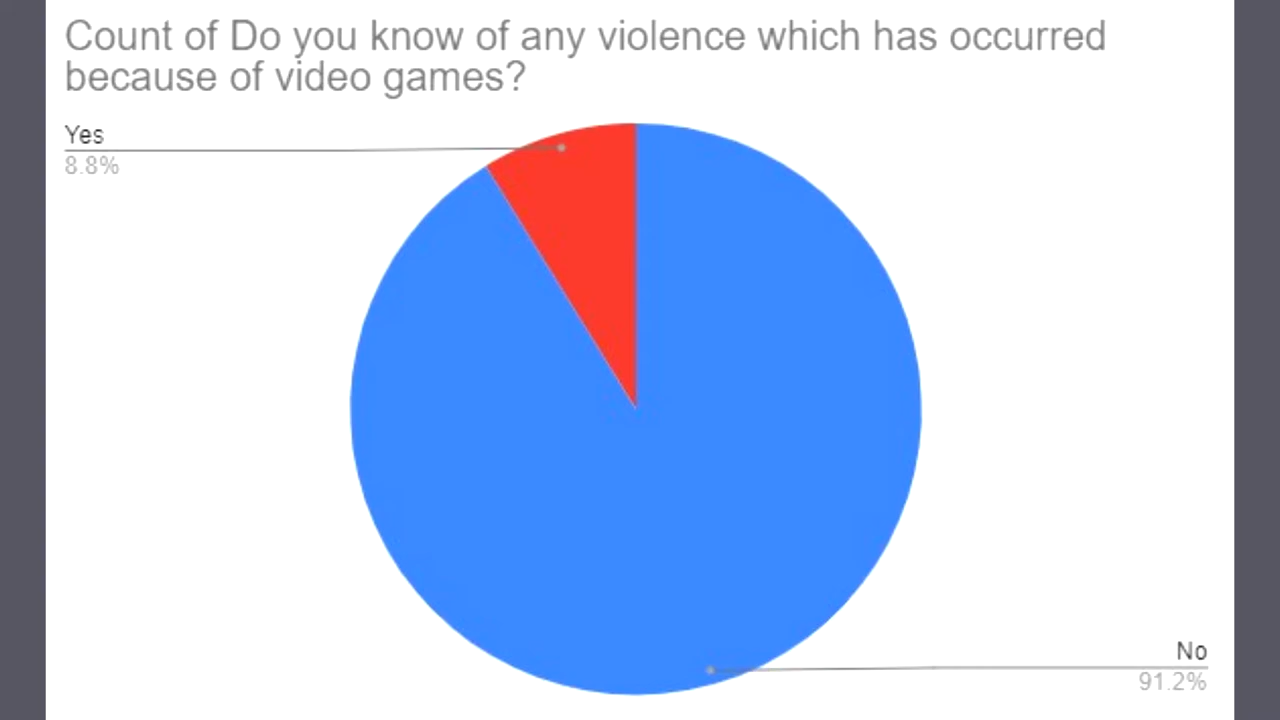 Count of Do you know of any violence which has occurred
because of video games?
Yes
8.8%
No
91.2%